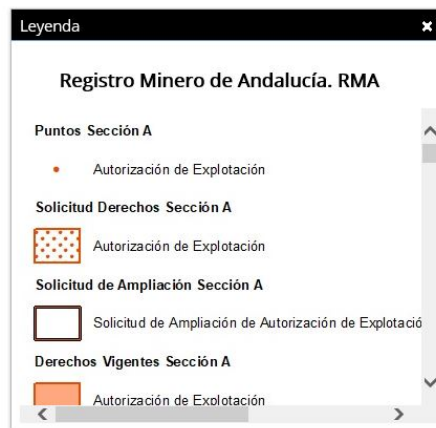 Leyenda
Registro Minero de Andalucía. RMA
Puntos Sección A
Autorización de Explotación
Solicitud Derechos Sección A
Autorización de Explotación
Solicitud de Ampliación Sección A
Solicitud de Ampliación de Autorización de Explotació
Derechos Vigentes Sección A
Autorización de Explotación